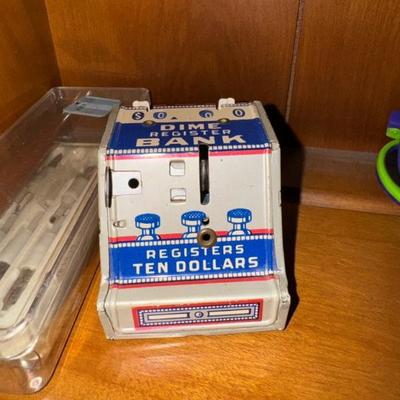 DIME
REGISTER
BANK
REGISTERS
TEN DOLLARS